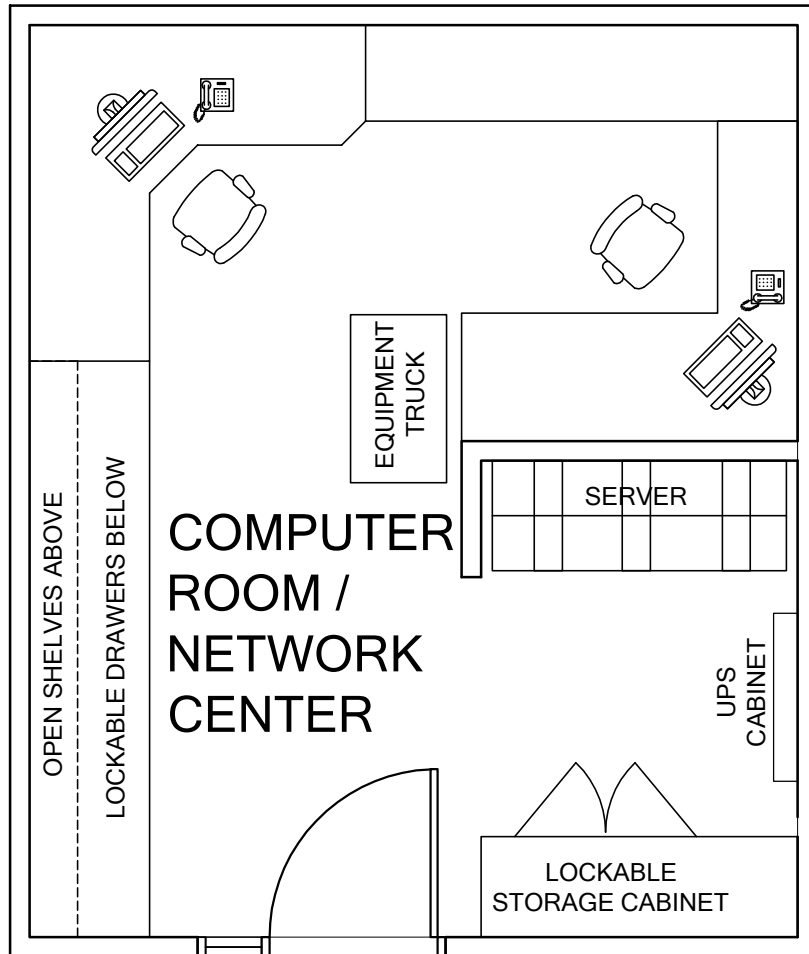 EQUIPMENT
TRUCK
SERVER
OPEN SHELVES ABOVE
LOCKABLE DRAWERS BELOW
COMPUTER
ROOM /
NETWORK
CENTER
UPS
CABINET
LOCKABLE
STORAGE CABINET